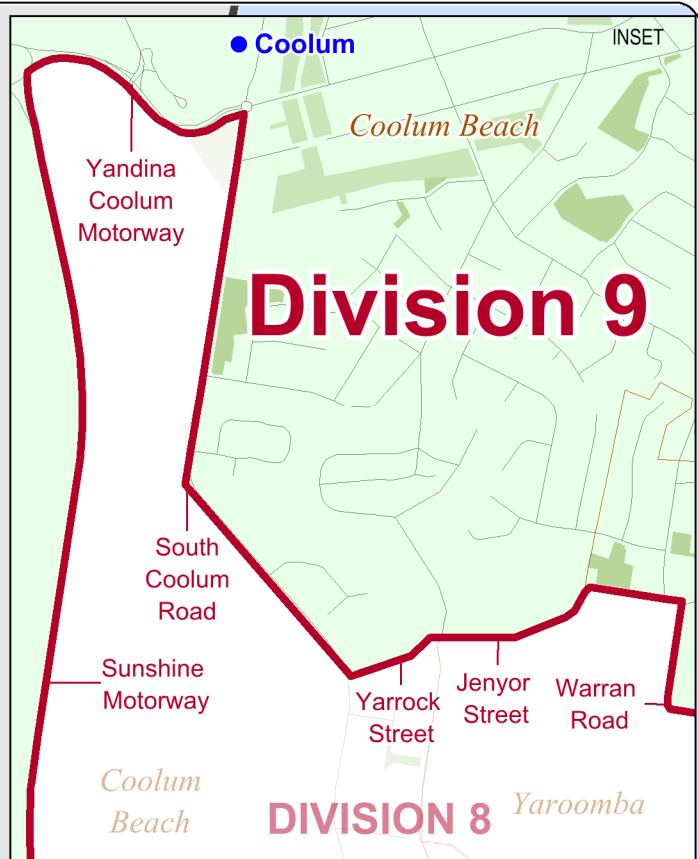 INSET
Coolum
Coolum Beach
Yandina
Coolum
Motorway
Division 9
South
Coolum
Road
Sunshine
Motorway
Yarrock
Street
Jenyor
Street
Warran
Road
Coolum
Beach
DIVISION 8
Yaroomba